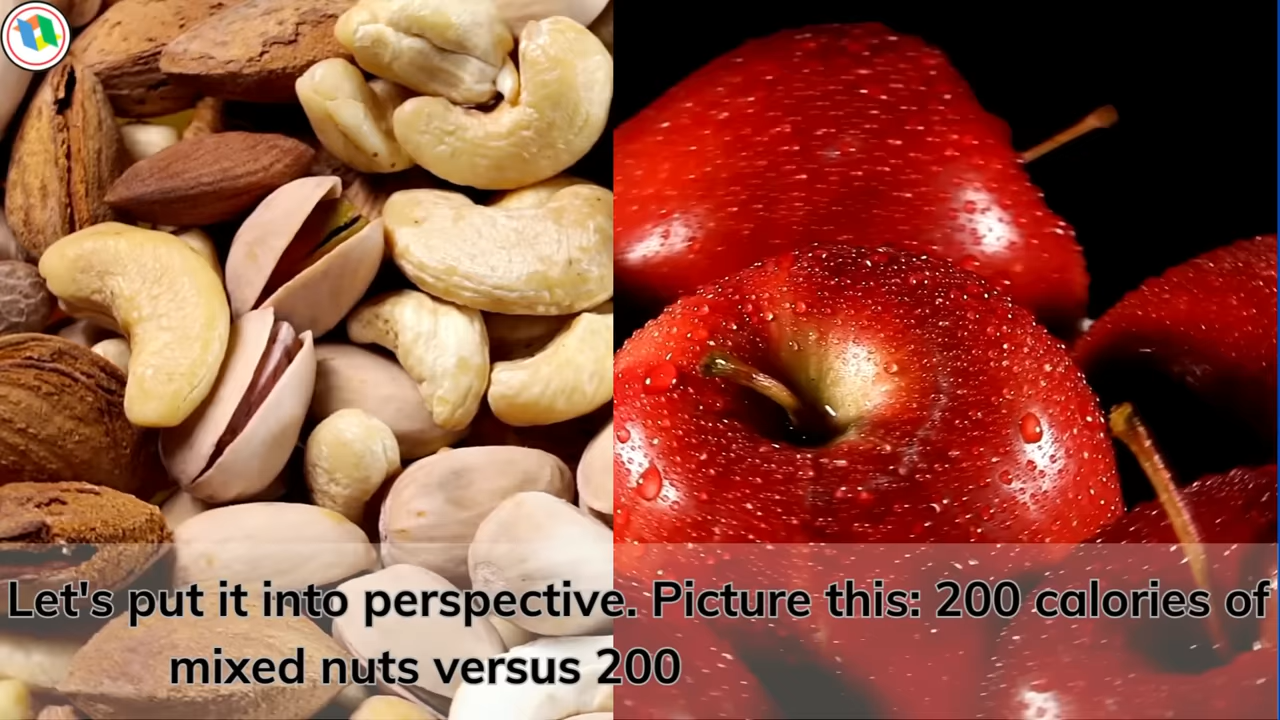 Let's put it into perspective. Picture this: 200 calories of
mixed nuts versus 200